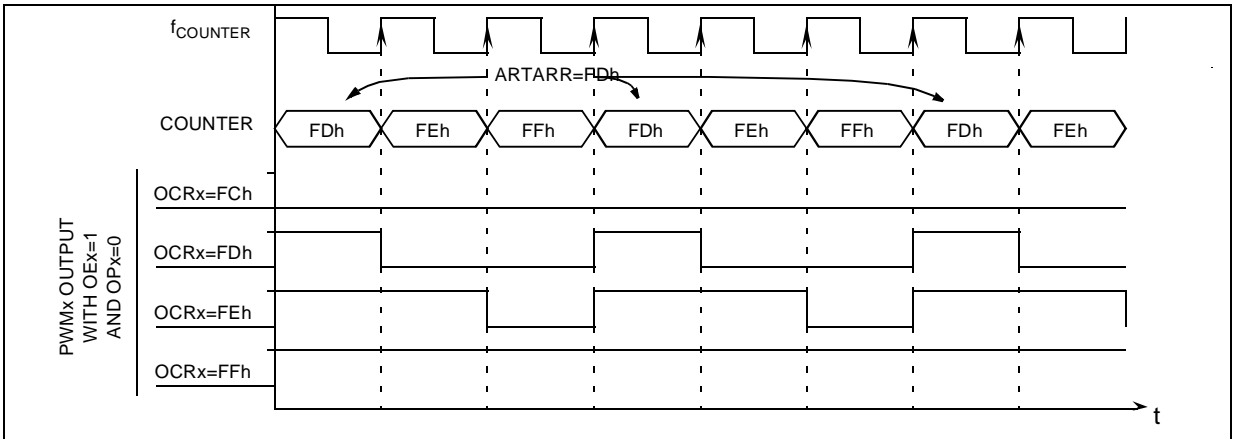 fCOUNTER
ARTARR=FDh
COUNTER
FDh FEh FFh FDh FEh FFh FDh FEh
PWMx OUTPUT
WITH OEx=1
AND OPx=0
OCRx=FCh
OCRx=FDh
OCRx=FEh
OCRx=FFh
t